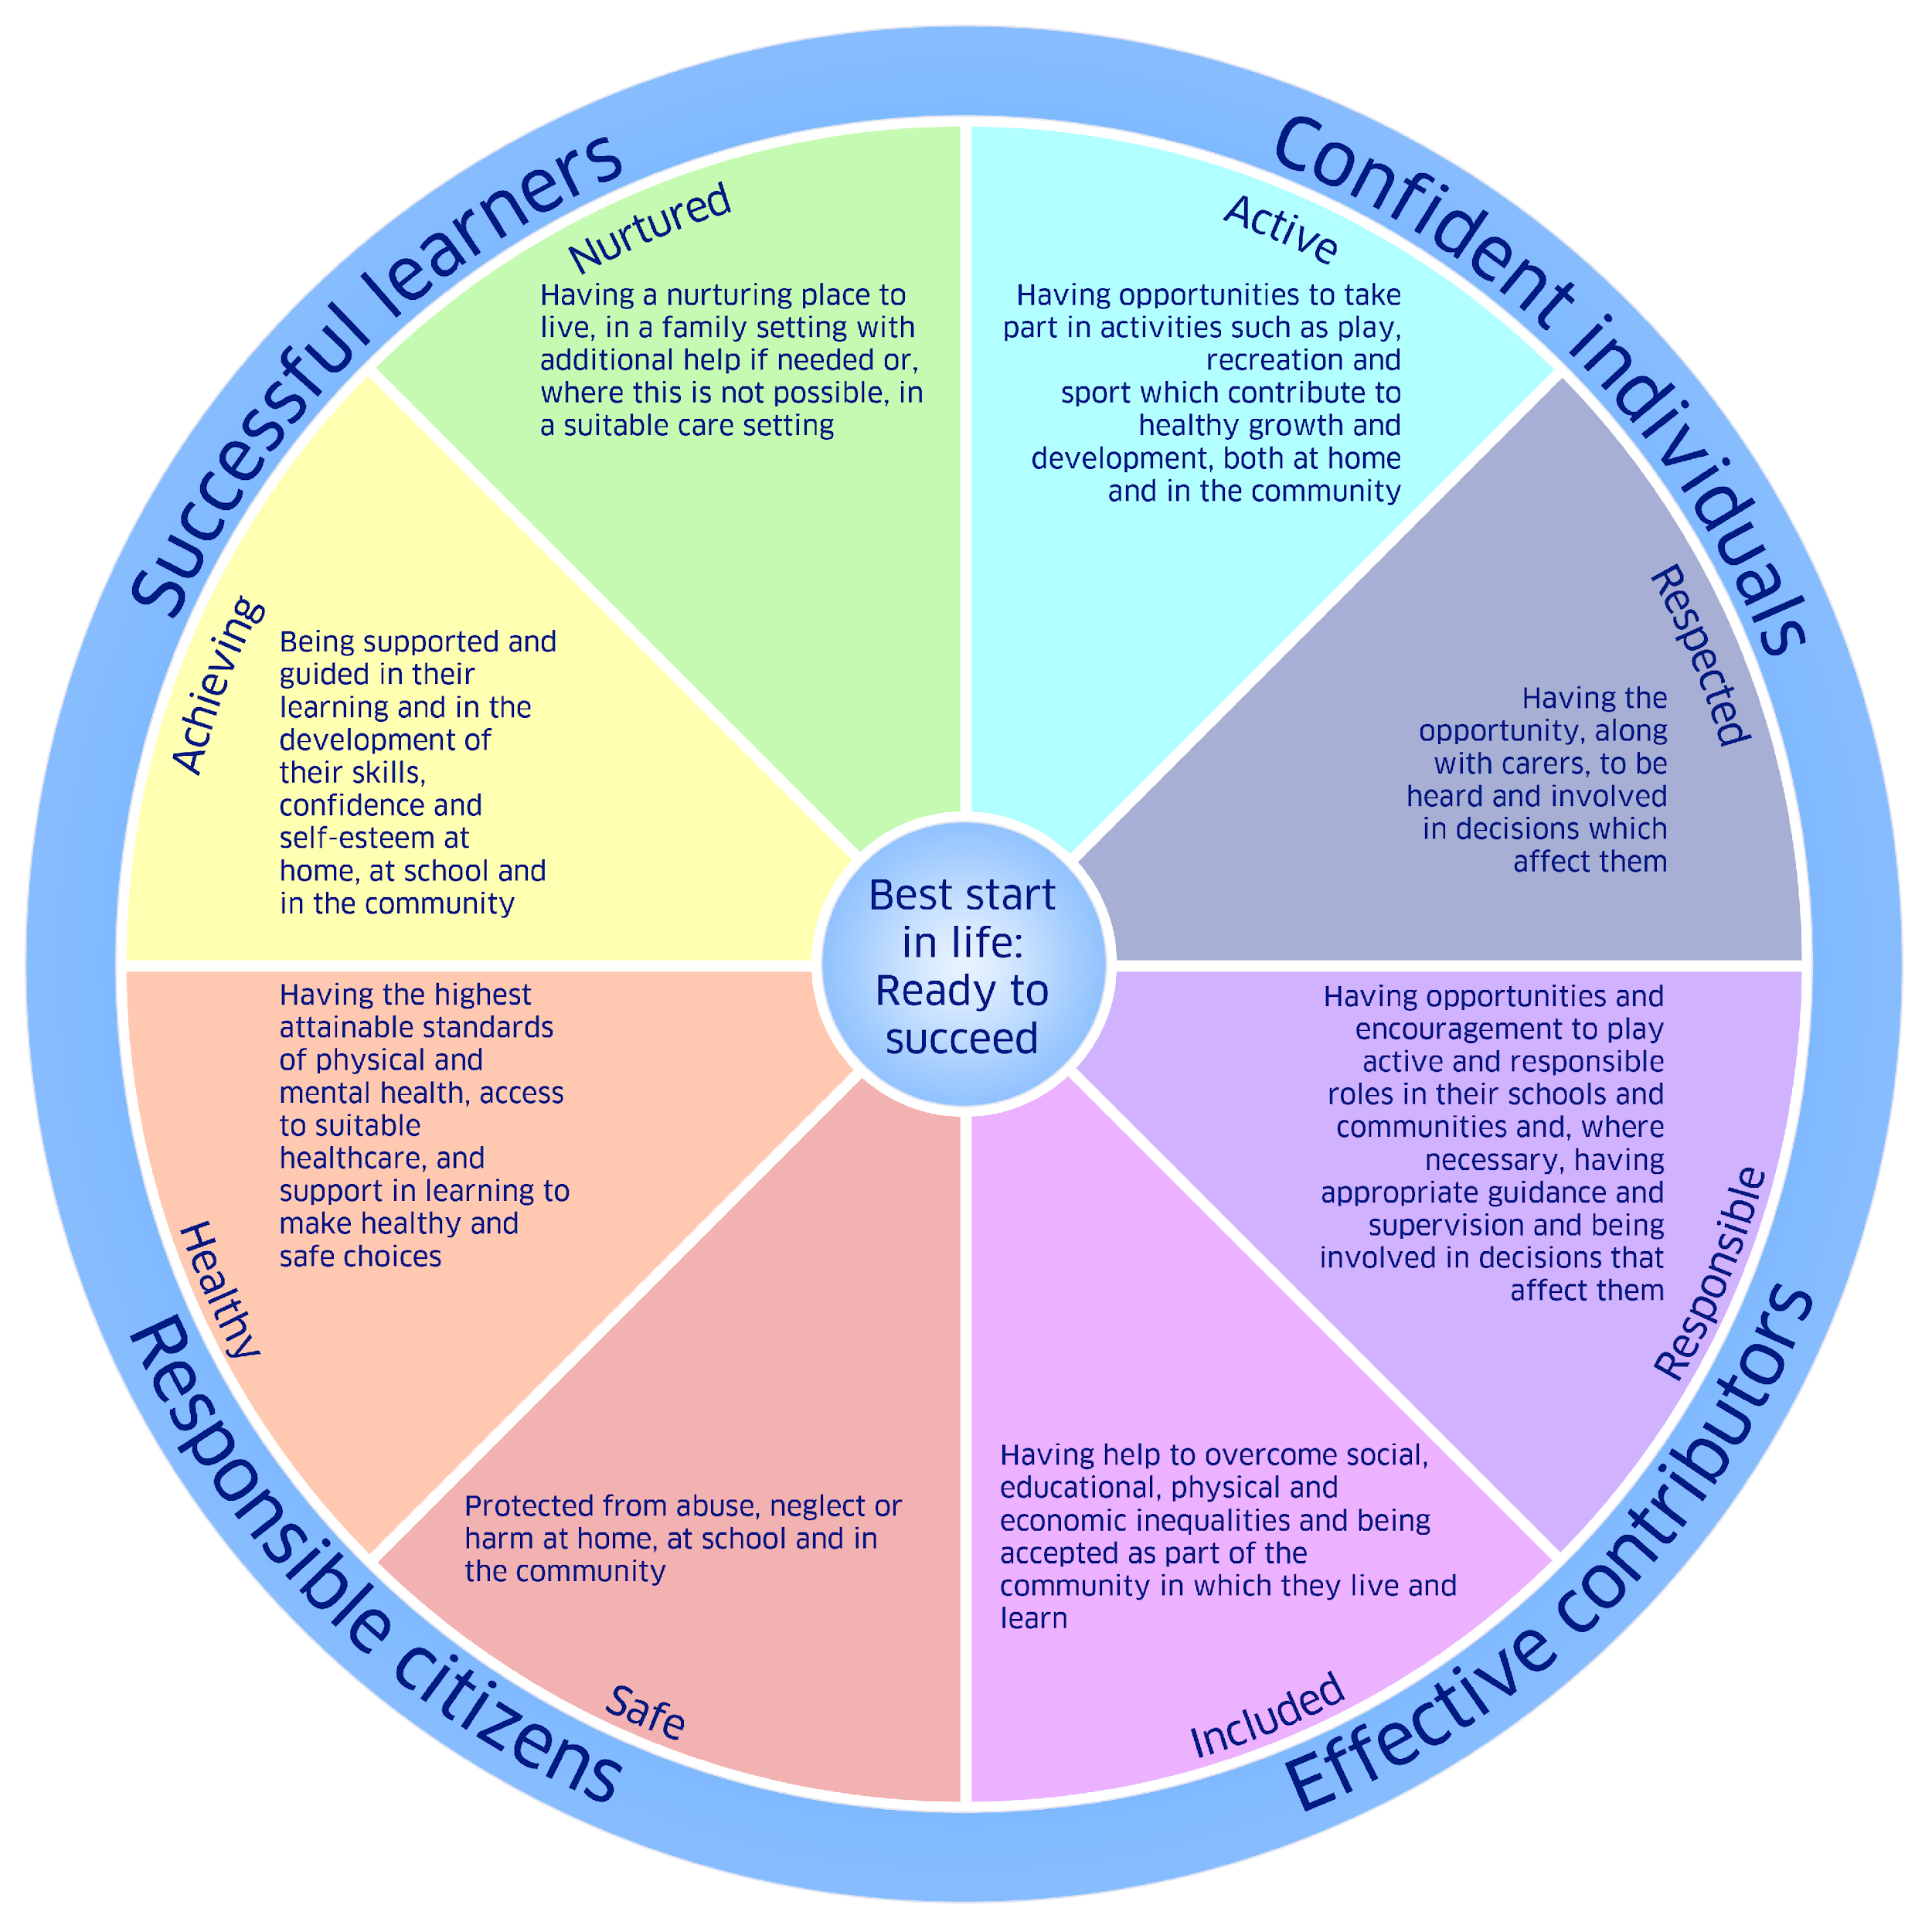 Successful learners
Confident individuals
Nurtured
Having a nurturing place to
live, in a family setting with
additional help if needed or,
where this is not possible, in
a suitable care setting
Active
Having opportunities to take
part in activities such as play,
recreation and
sport which contribute to
healthy growth and
development, both at home
and in the community
Respected
Having the
opportunity, along
with carers, to be
heard and involved
in decisions which
affect them
Achieving
Being supported and
guided in their
learning and in the
development of
their skills,
confidence and
self-esteem at
home, at school and
in the community
Best start
in life:
Ready to
succeed
Having the highest
attainable standards
of physical and
mental health, access
to suitable
healthcare, and
support in learning to
make healthy and
safe choices
Healthy
Having opportunities and
encouragement to play
active and responsible
roles in their schools and
communities and, where
necessary, having
appropriate guidance and
supervision and being
involved in decisions that
affect them
Responsible
Protected from abuse, neglect or
harm at home, at school and in
the community
Safe
Having help to overcome social,
educational, physical and
economic inequalities and being
accepted as part of the
community in which they live and
learn
Included
Responsible citizens
Effective contributors